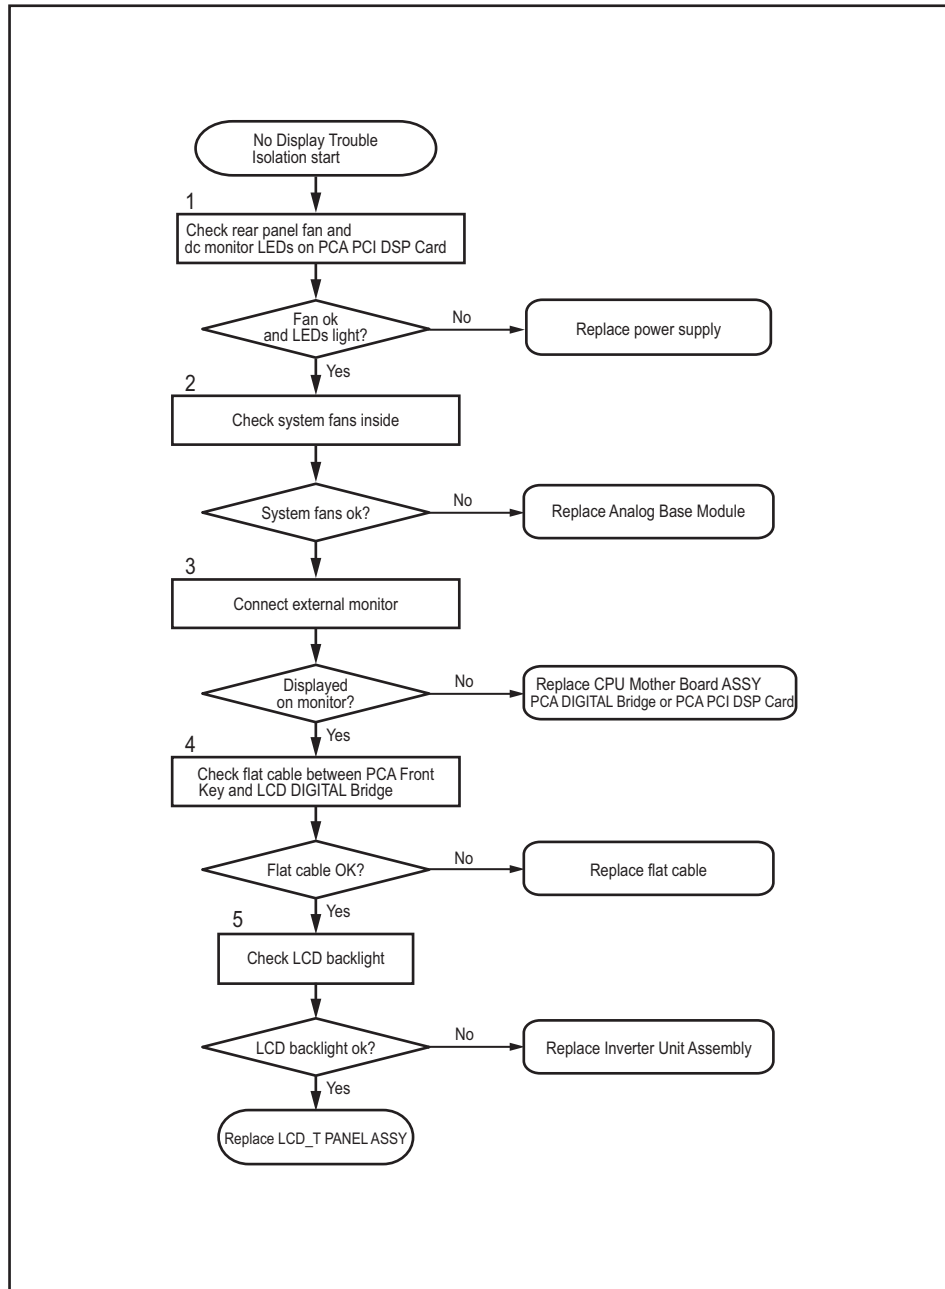 No Display Trouble
Isolation start
1
Check rear panel fan and
dc monitor LEDs on PCA PCI DSP Card
Fan ok
and LEDs light?
No
Replace power supply
Yes
2
Check system fans inside
System fans ok?
No
Replace Analog Base Module
3
Connect external monitor
Displayed
on monitor?
No
Replace CPU Mother Board ASSY
PCA DIGITAL Bridge or PCA PCI DSP Card
Yes
4
Check flat cable between PCA Front
Key and LCD DIGITAL Bridge
Flat cable OK?
No
Replace flat cable
Yes
5
Check LCD backlight
LCD backlight ok?
No
Replace Inverter Unit Assembly
Yes
Replace LCD_T PANEL ASSY